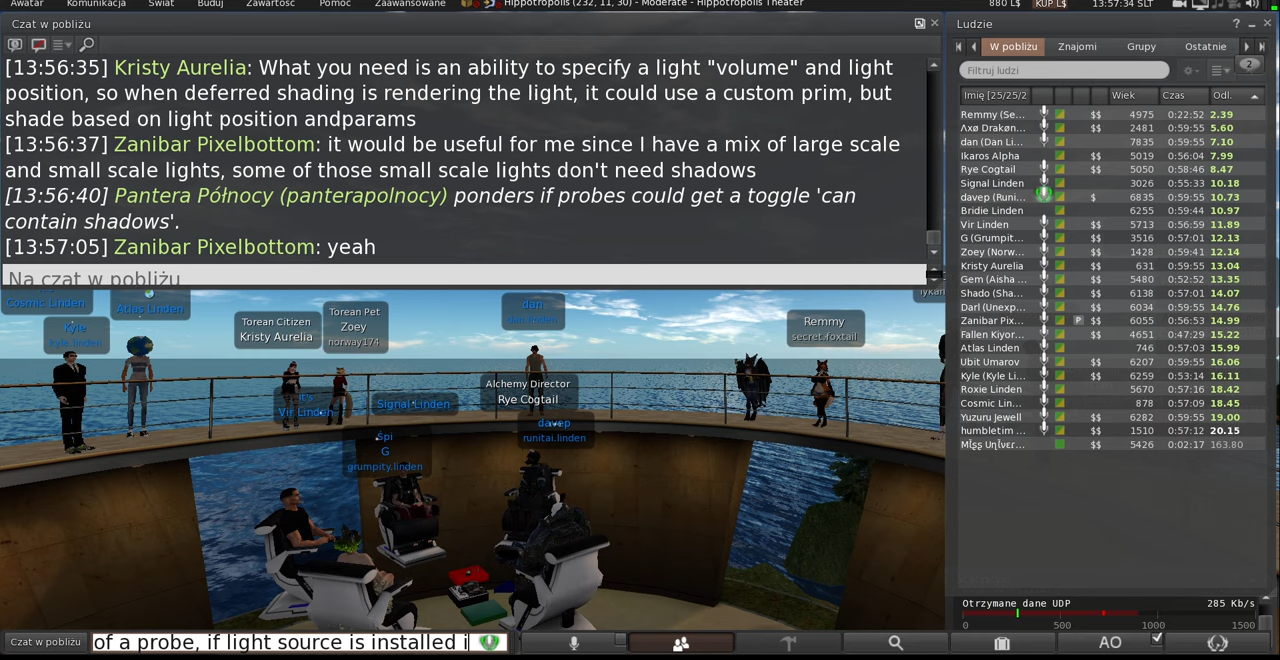 Awatar Komunikacja Świat Buduj Zawartość Pomoc Zaawansowane Hippotropolis (232, 11, 30) - Moderate - Hippotropolis Theater 880 L$ KUP L$ 13:57:34 SLT
Czat w pobliżu
[13:56:35] Kristy Aurelia: What you need is an ability to specify a light "volume" and light
position, so when deferred shading is rendering the light, it could use a custom prim, but
shade based on light position andparams
[13:56:37] Zanibar Pixelbottom: it would be useful for me since I have a mix of large scale
and small scale lights, some of those small scale lights don't need shadows
[13:56:40] Pantera Północy (panterapolnocy) ponders if probes could get a toggle 'can
contain shadows'.
[13:57:05] Zanibar Pixelbottom: yeah
Na czat w pobliżu
Cosmic Linden
Atlas Linden
Kyle
kyle.linden
Torean Citizen
Kristy Aurelia
Torean Pet
Zoey
norway174
dan
dan.linden
Remmy
secret.foxtail
It's
Vir Linden
Signal Linden
Alchemy Director
Rye Cogtail
davep
runitai.linden
Śpi
G
grumpity.linden
Ludzie
W pobliżu Znajomi Grupy Ostatnie
Filtruj ludzi
2
Imię [25/25/2 Wiek Czas Odl.
Remmy (Se... $$ 4975 0:22:52 2.39
Λxø Drakøn... $$ 2481 0:59:55 5.60
dan (Dan Li... 7835 0:59:55 7.10
Ikaros Alpha $$ 5019 0:56:04 7.99
Rye Cogtail $$ 5050 0:58:46 8.47
Signal Linden 3026 0:55:33 10.18
davep (Runi... $ 6835 0:59:55 10.73
Bridie Linden 6255 0:59:44 10.97
Vir Linden $$ 5713 0:56:59 11.89
G (Grumpit... $$ 3516 0:57:01 12.13
Zoey (Norw... $$ 1428 0:59:41 12.14
Kristy Aurelia $$ 631 0:59:55 13.04
Gem (Aisha ... $$ 5480 0:52:52 13.35
Shado (Sha... $$ 6138 0:57:01 14.07
Darl (Unexp... $$ 6034 0:59:55 14.76
Zanibar Pix... P $$ 6055 0:56:53 14.99
Fallen Kiyor... $$ 4651 0:47:29 15.22
Atlas Linden 746 0:57:03 15.99
Ubit Umarov $$ 6207 0:59:55 16.06
Kyle (Kyle Li... $$ 6259 0:53:14 16.11
Roxie Linden 5670 0:57:16 18.42
Cosmic Lin... 878 0:57:09 18.45
Yuzuru Jewell $$ 6282 0:59:55 19.00
humbletim ... $$ 1510 0:57:12 20.15
$$ 5426 0:02:17 163.80
Otrzymane dane UDP 285 Kb/s
0 500 1000 1500
Czat w pobliżu of a probe, if light source is installed i
AO